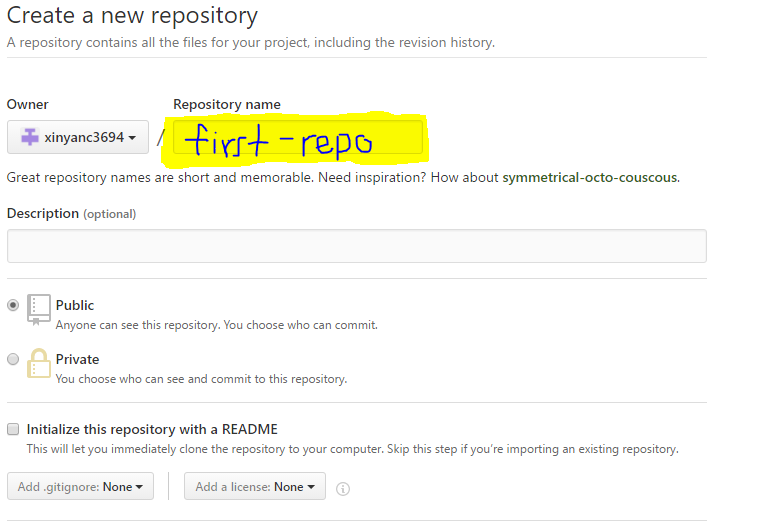 Create a new repository
A repository contains all the files for your project, including the revision history.
Owner Repository name
xinyanc3694 / first-repo
Great repository names are short and memorable. Need inspiration? How about symmetrical-octo-couscous.
Description (optional)
Public
Anyone can see this repository. You choose who can commit.
Private
You choose who can see and commit to this repository.
Initialize this repository with a README
This will let you immediately clone the repository to your computer. Skip this step if you’re importing an existing repository.
Add .gitignore: None Add a license: None